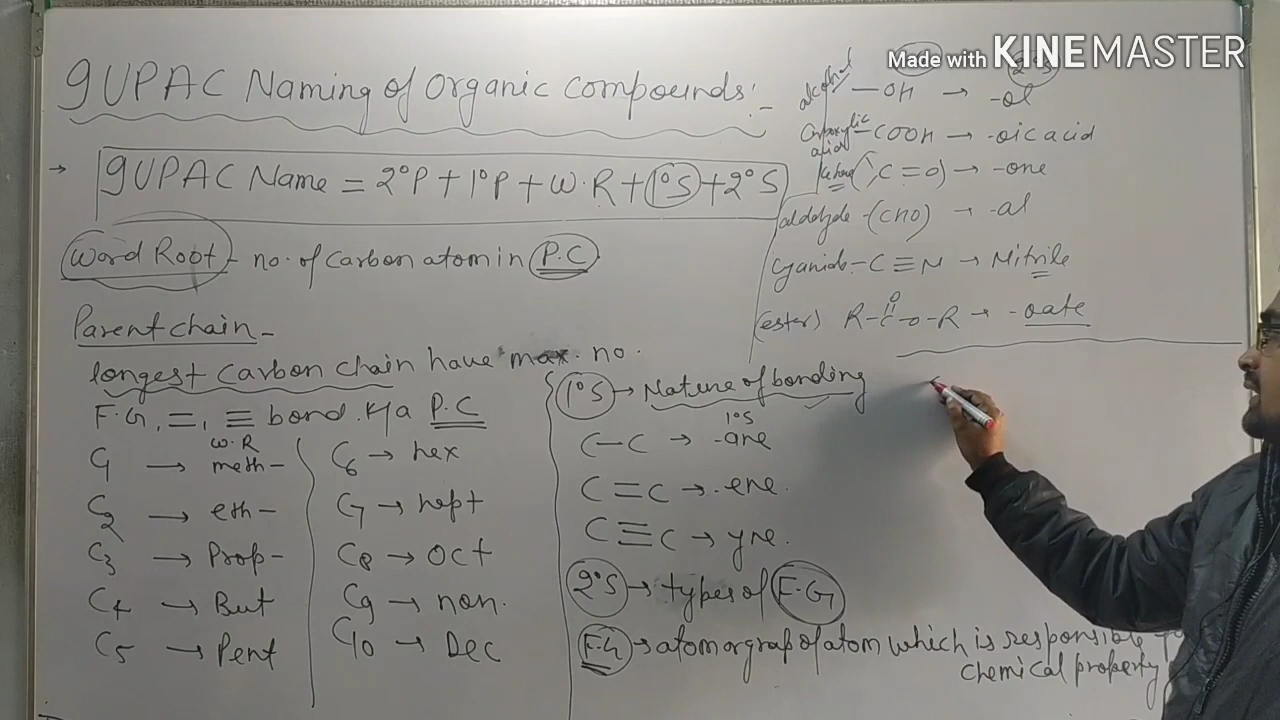 Made with KINEMASTER
IUPAC Naming of Organic Compounds:-
→ IUPAC Name = 2°P + 1°P + W.R + 1°S + 2°S
Word Root - no. of Carbon atom in P.C
Parent chain -
longest carbon chain have max. no.
F.G, =, ≡ bond k/a P.C
W.R
C1 → meth-
C2 → eth-
C3 → Prop-
C4 → But
C5 → Pent
C6 → hex
C7 → hept
C8 → oct
C9 → non.
C10 → Dec
2°S
alcohol -OH → -ol
Carboxylic acid -COOH → -oic acid
ketone (>C=O) → -one
aldehyde -(CHO) → -al
Cyanide -C≡N → Nitrile
(ester) R-C-O-R → -oate
O
1°S → Nature of bonding
1°S
C-C → -ane
C=C → -ene.
C≡C → yne.
2°S → types of F.G
F.G → atom or grap of atom which is responsible
chemical property